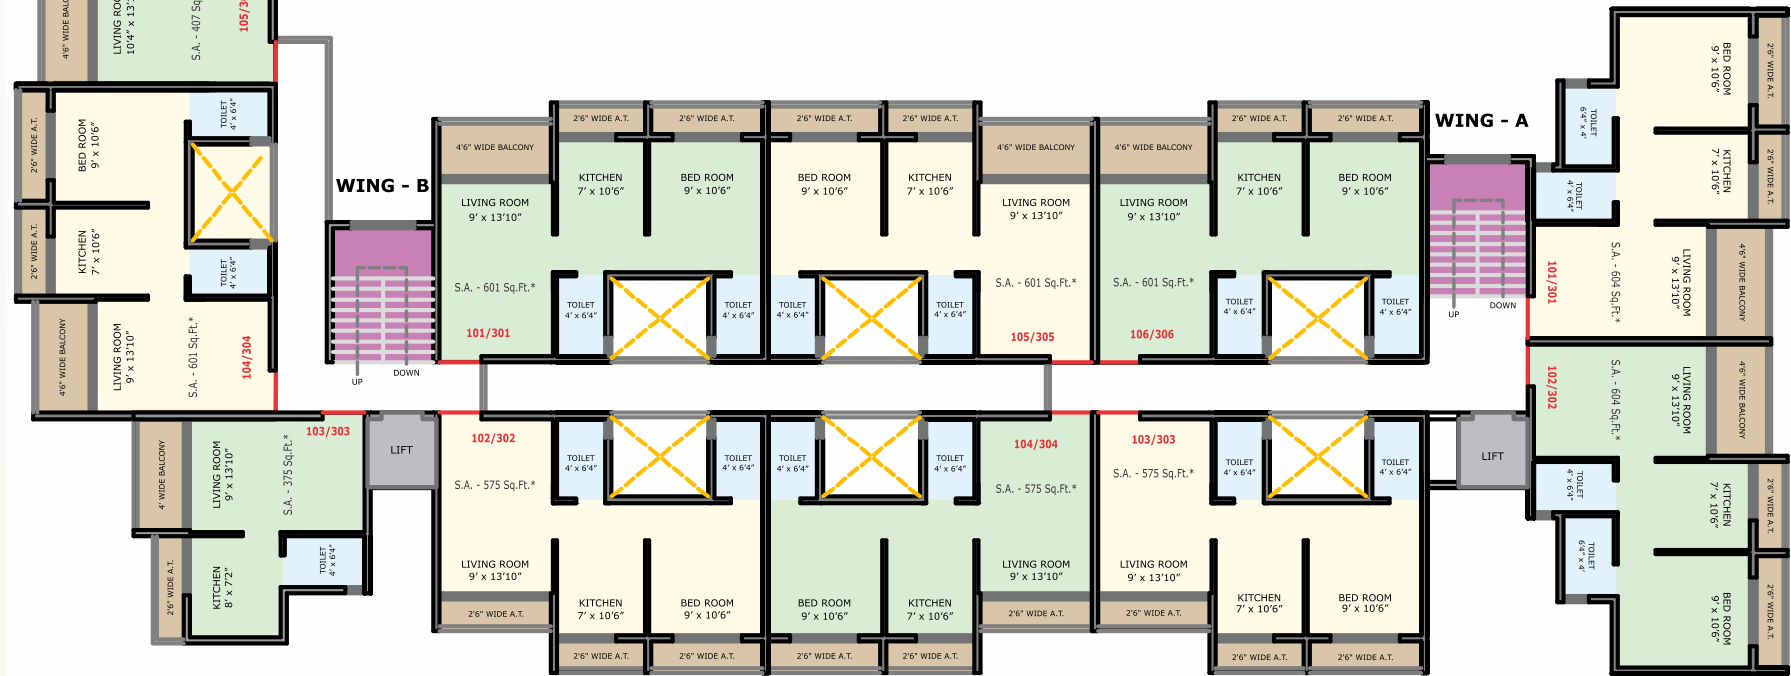 4'6" WIDE BALCONY
LIVING ROOM
S.A. - 407 Sq.
105/3
2'6" WIDE A.T.
BED ROOM
9' x 10'6"
TOILET
4' x 6'4"
2'6" WIDE A.T.
KITCHEN
7' x 10'6"
TOILET
4' x 6'4"
4'6" WIDE BALCONY
LIVING ROOM
9' x 13'10"
S.A. - 601 Sq.Ft.*
104/304
4' WIDE BALCONY
LIVING ROOM
9' x 13'10"
S.A. - 375 Sq.Ft.*
103/303
2'6" WIDE A.T.
KITCHEN
8' x 7'2"
TOILET
4' x 6'4"
WING - B
UP
DOWN
LIFT
4'6" WIDE BALCONY
LIVING ROOM
9' x 13'10"
S.A. - 601 Sq.Ft.*
101/301
2'6" WIDE A.T.
KITCHEN
7' x 10'6"
2'6" WIDE A.T.
BED ROOM
9' x 10'6"
TOILET
4' x 6'4"
TOILET
4' x 6'4"
2'6" WIDE A.T.
BED ROOM
9' x 10'6"
2'6" WIDE A.T.
KITCHEN
7' x 10'6"
TOILET
4' x 6'4"
TOILET
4' x 6'4"
4'6" WIDE BALCONY
LIVING ROOM
9' x 13'10"
S.A. - 601 Sq.Ft.*
105/305
4'6" WIDE BALCONY
LIVING ROOM
9' x 13'10"
S.A. - 601 Sq.Ft.*
106/306
2'6" WIDE A.T.
KITCHEN
7' x 10'6"
2'6" WIDE A.T.
BED ROOM
9' x 10'6"
TOILET
4' x 6'4"
TOILET
4' x 6'4"
102/302
S.A. - 575 Sq.Ft.*
LIVING ROOM
9' x 13'10"
2'6" WIDE A.T.
TOILET
4' x 6'4"
TOILET
4' x 6'4"
KITCHEN
7' x 10'6"
2'6" WIDE A.T.
BED ROOM
9' x 10'6"
2'6" WIDE A.T.
TOILET
4' x 6'4"
TOILET
4' x 6'4"
BED ROOM
9' x 10'6"
2'6" WIDE A.T.
KITCHEN
7' x 10'6"
2'6" WIDE A.T.
104/304
S.A. - 575 Sq.Ft.*
LIVING ROOM
9' x 13'10"
2'6" WIDE A.T.
103/303
S.A. - 575 Sq.Ft.*
LIVING ROOM
9' x 13'10"
2'6" WIDE A.T.
TOILET
4' x 6'4"
TOILET
4' x 6'4"
KITCHEN
7' x 10'6"
2'6" WIDE A.T.
BED ROOM
9' x 10'6"
2'6" WIDE A.T.
WING - A
UP
DOWN
LIFT
BED ROOM
9' x 10'6"
2'6" WIDE A.T.
TOILET
6'4" x 4'
KITCHEN
7' x 10'6"
2'6" WIDE A.T.
TOILET
4' x 6'4"
101/301
S.A. - 604 Sq.Ft.*
LIVING ROOM
9' x 13'10"
4'6" WIDE BALCONY
102/302
S.A. - 604 Sq.Ft.*
LIVING ROOM
9' x 13'10"
4'6" WIDE BALCONY
TOILET
4' x 6'4"
KITCHEN
7' x 10'6"
2'6" WIDE A.T.
TOILET
6'4" x 4'
BED ROOM
9' x 10'6"
2'6" WIDE A.T.